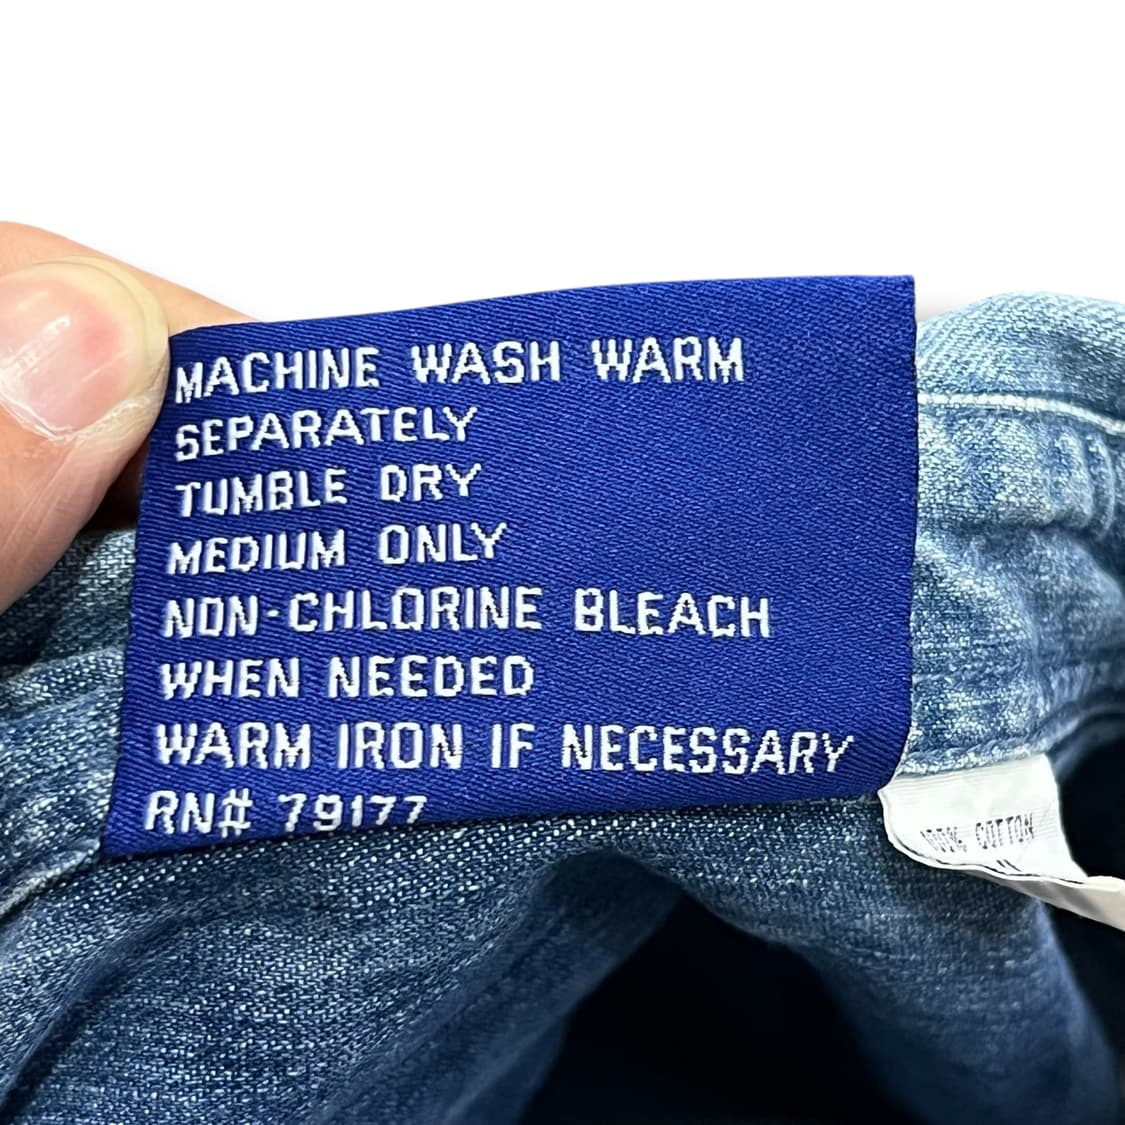 MACHINE WASH WARM
SEPARATELY
TUMBLE DRY
MEDIUM ONLY
NON-CHLORINE BLEACH
WHEN NEEDED
WARM IRON IF NECESSARY
RN# 79177
100% COTTON